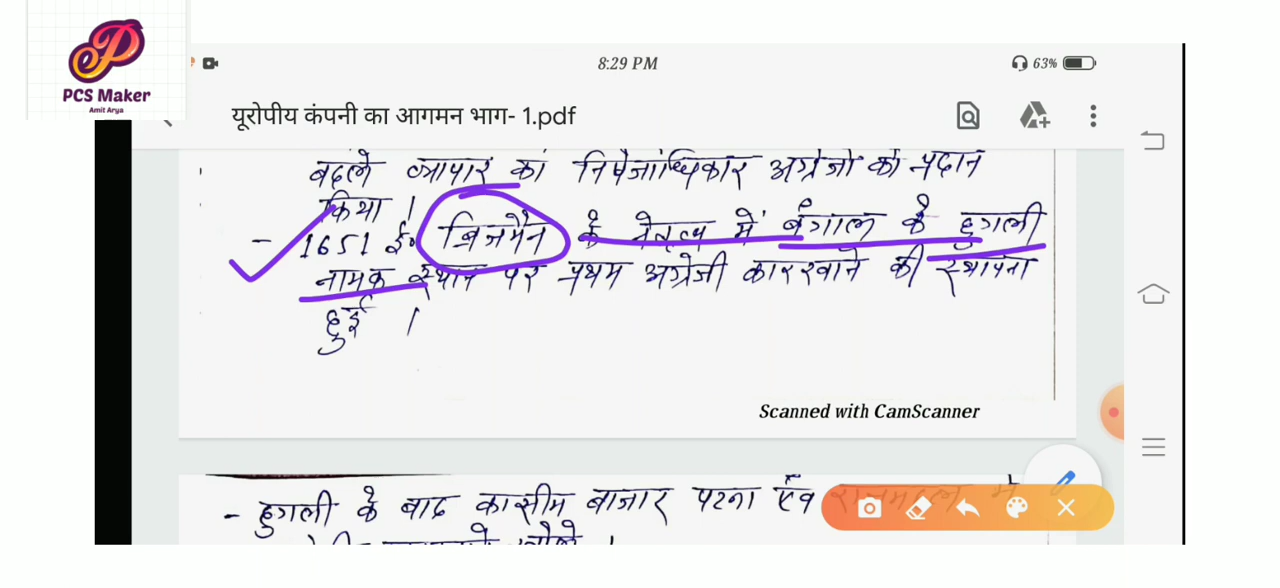 PCS Maker
Amit Arya
8:29 PM
63%
यूरोपीय कंपनी का आगमन भाग- 1.pdf
बदले व्यापार का अंग्रेजो को प्रदान
किया ।
- 1651 ई० ब्रिजमैन के नेतृत्व में बंगाल के हुगली
नामक स्थान पर प्रथम अंग्रेजी कारखाने की स्थापना
हुई ।
Scanned with CamScanner
- हुगली के बाद कासीम बाजार पटना एंव